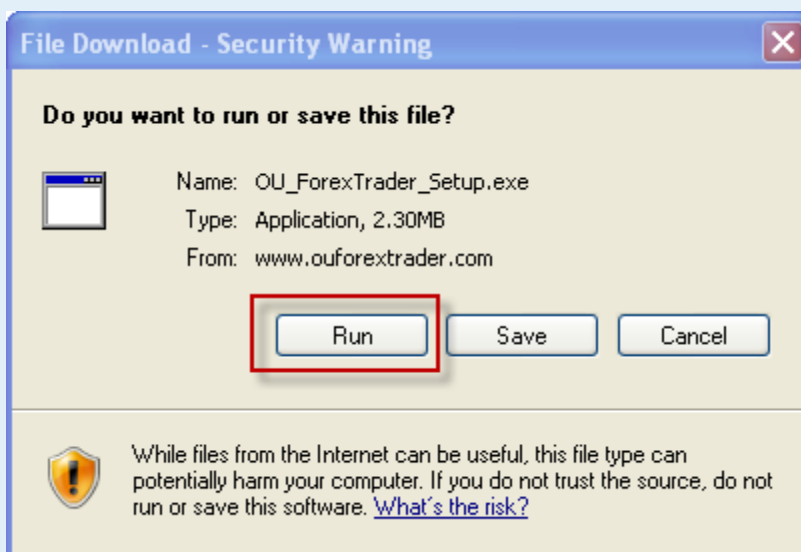 File Download - Security Warning
Do you want to run or save this file?
Name: OU_ForexTrader_Setup.exe
Type: Application, 2.30MB
From: www.ouforextrader.com
Run Save Cancel
While files from the Internet can be useful, this file type can
potentially harm your computer. If you do not trust the source, do not
run or save this software. What's the risk?